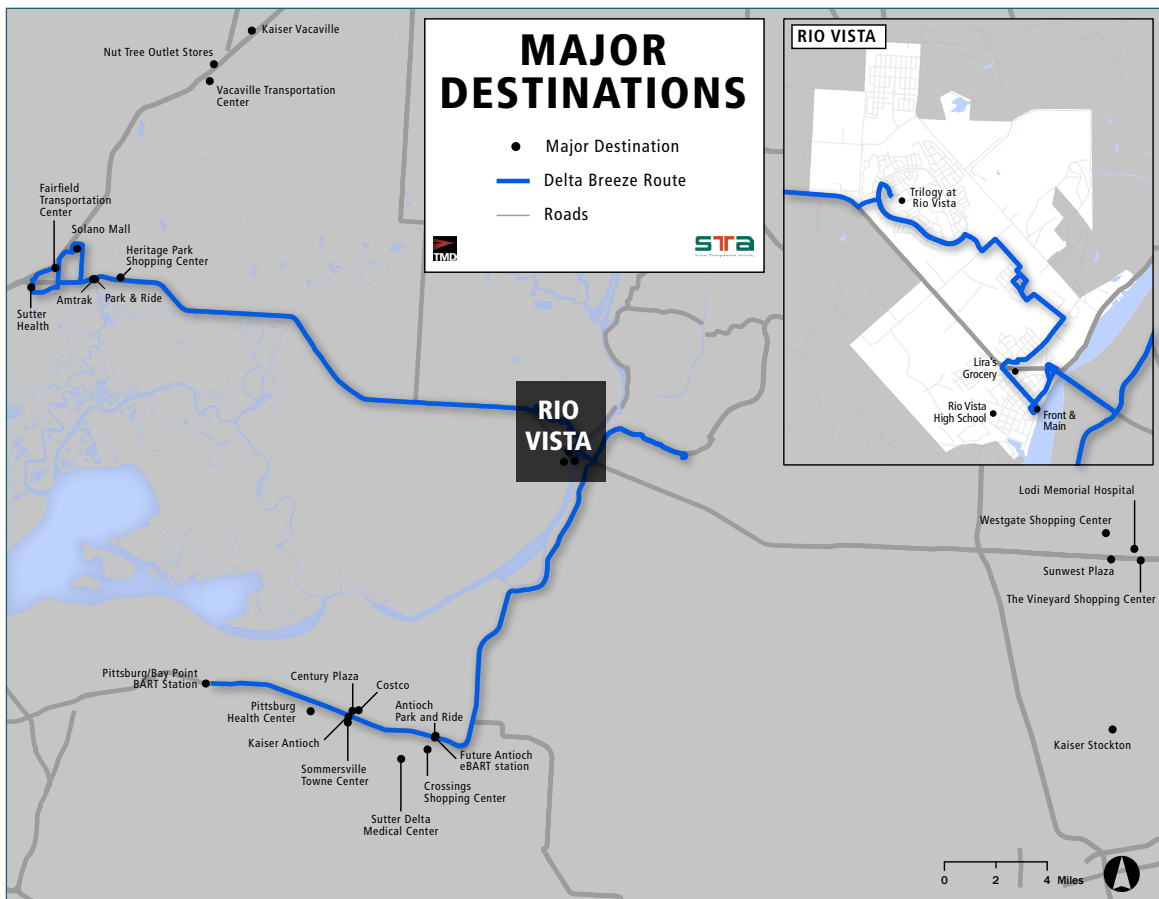 Kaiser Vacaville
Nut Tree Outlet Stores
Vacaville Transportation
Center
MAJOR
DESTINATIONS
Major Destination
Delta Breeze Route
Roads
TMD
STA
RIO VISTA
Trilogy at
Rio Vista
Lira's
Grocery
Rio Vista
High School
Front &
Main
Fairfield
Transportation
Center
Solano Mall
Heritage Park
Shopping Center
Amtrak
Park & Ride
Sutter
Health
RIO
VISTA
Lodi Memorial Hospital
Westgate Shopping Center
Sunwest Plaza
The Vineyard Shopping Center
Pittsburg/Bay Point
BART Station
Century Plaza
Costco
Pittsburg
Health Center
Antioch
Park and Ride
Kaiser Antioch
Future Antioch
eBART station
Sommersville
Towne Center
Crossings
Shopping Center
Sutter Delta
Medical Center
Kaiser Stockton
0 2 4 Miles